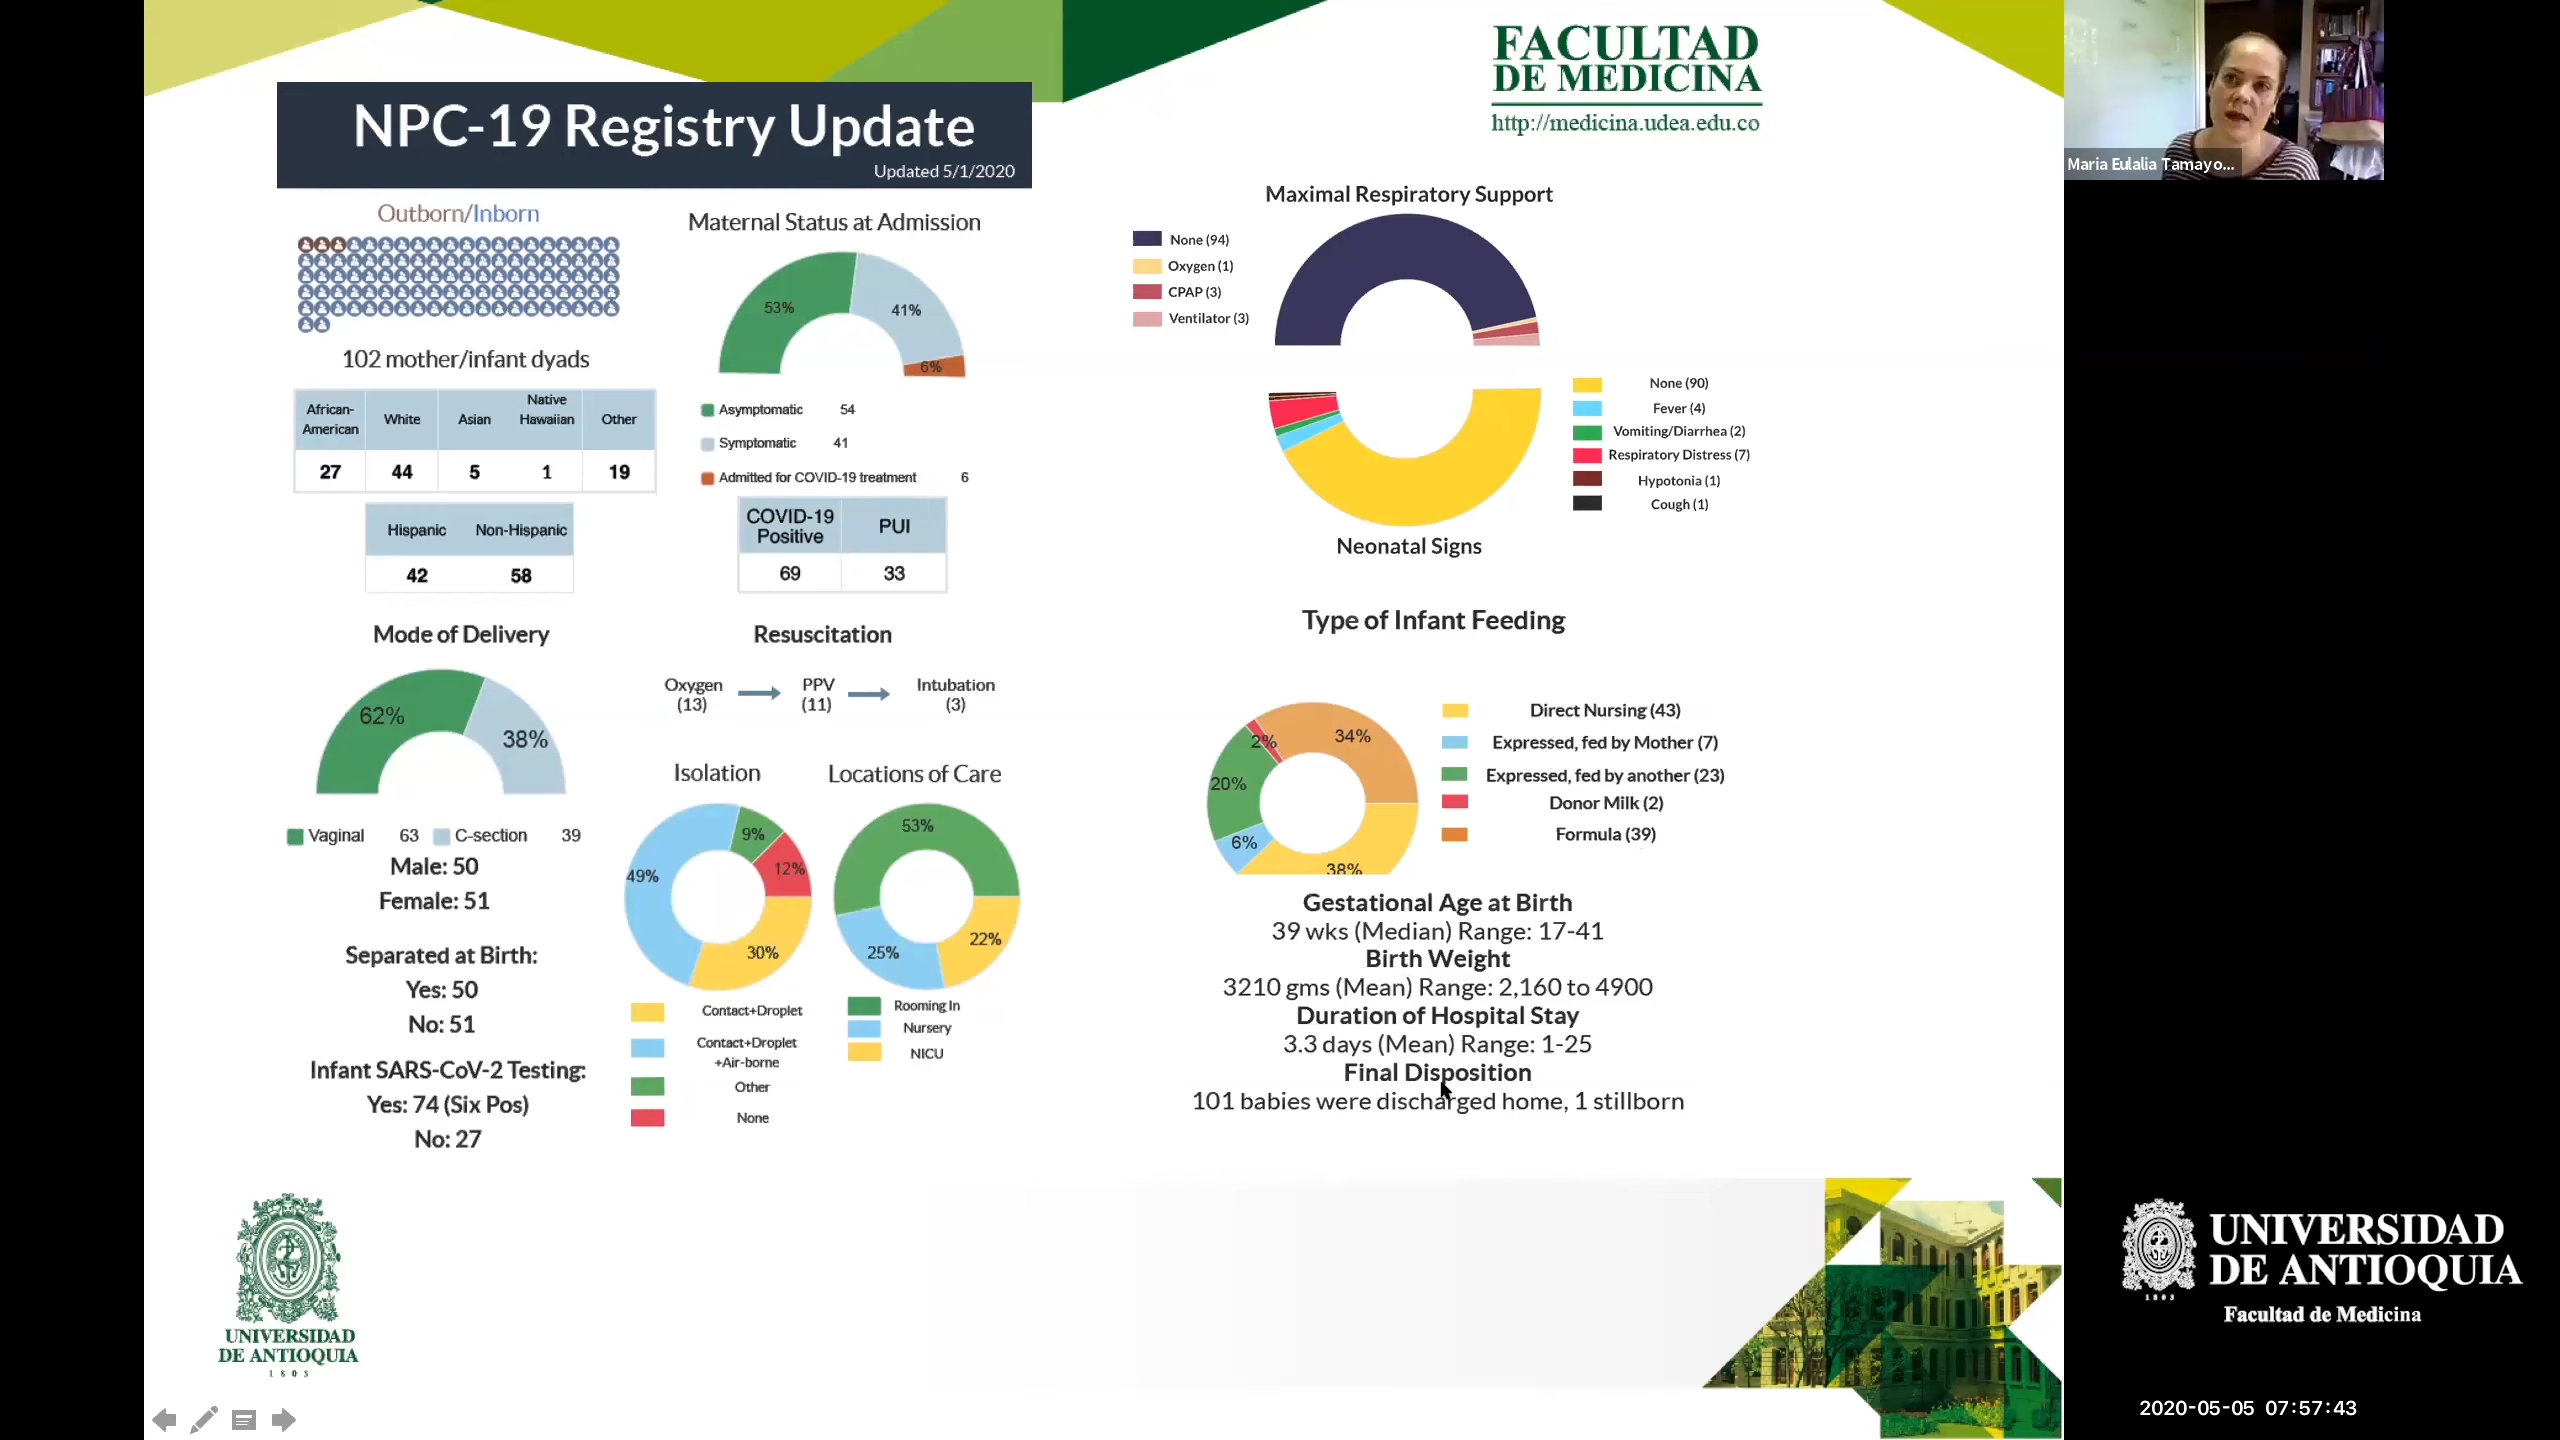 FACULTAD
DE MEDICINA
http://medicina.udea.edu.co
Maria Eulalia Tamayo...
NPC-19 Registry Update
Updated 5/1/2020
Outborn/Inborn
102 mother/infant dyads
African-American White Asian Native Hawaiian Other
27 44 5 1 19
Hispanic Non-Hispanic
42 58
Maternal Status at Admission
53%
41%
6%
Asymptomatic 54
Symptomatic 41
Admitted for COVID-19 treatment 6
COVID-19 Positive PUI
69 33
Mode of Delivery
62%
38%
Vaginal 63 C-section 39
Male: 50
Female: 51
Separated at Birth:
Yes: 50
No: 51
Infant SARS-CoV-2 Testing:
Yes: 74 (Six Pos)
No: 27
Resuscitation
Oxygen PPV Intubation
(13) (11) (3)
Isolation
9%
49%
12%
30%
Contact+Droplet
Contact+Droplet
+Air-borne
Other
None
Locations of Care
53%
25%
22%
Rooming In
Nursery
NICU
Maximal Respiratory Support
None (94)
Oxygen (1)
CPAP (3)
Ventilator (3)
None (90)
Fever (4)
Vomiting/Diarrhea (2)
Respiratory Distress (7)
Hypotonia (1)
Cough (1)
Neonatal Signs
Type of Infant Feeding
34%
2%
20%
6%
38%
Direct Nursing (43)
Expressed, fed by Mother (7)
Expressed, fed by another (23)
Donor Milk (2)
Formula (39)
Gestational Age at Birth
39 wks (Median) Range: 17-41
Birth Weight
3210 gms (Mean) Range: 2,160 to 4900
Duration of Hospital Stay
3.3 days (Mean) Range: 1-25
Final Disposition
101 babies were discharged home, 1 stillborn
UNIVERSIDAD
DE ANTIOQUIA
1803
UNIVERSIDAD
DE ANTIOQUIA
1803
Facultad de Medicina
2020-05-05 07:57:43